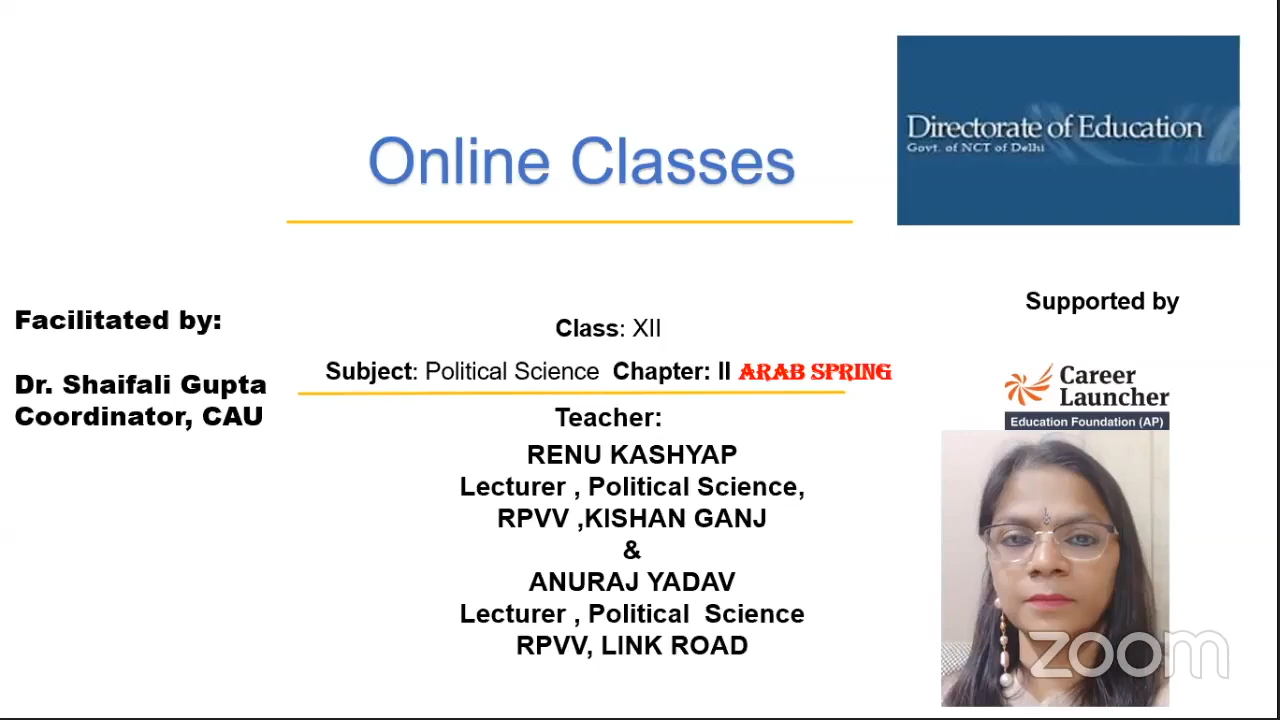 Online Classes
Directorate of Education
Govt. of NCT of Delhi
Facilitated by:
Dr. Shaifali Gupta
Coordinator, CAU
Class: XII
Subject: Political Science Chapter: II ARAB SPRING
Teacher:
RENU KASHYAP
Lecturer , Political Science,
RPVV ,KISHAN GANJ
&
ANURAJ YADAV
Lecturer , Political Science
RPVV, LINK ROAD
Supported by
Career
Launcher
Education Foundation (AP)
zoom